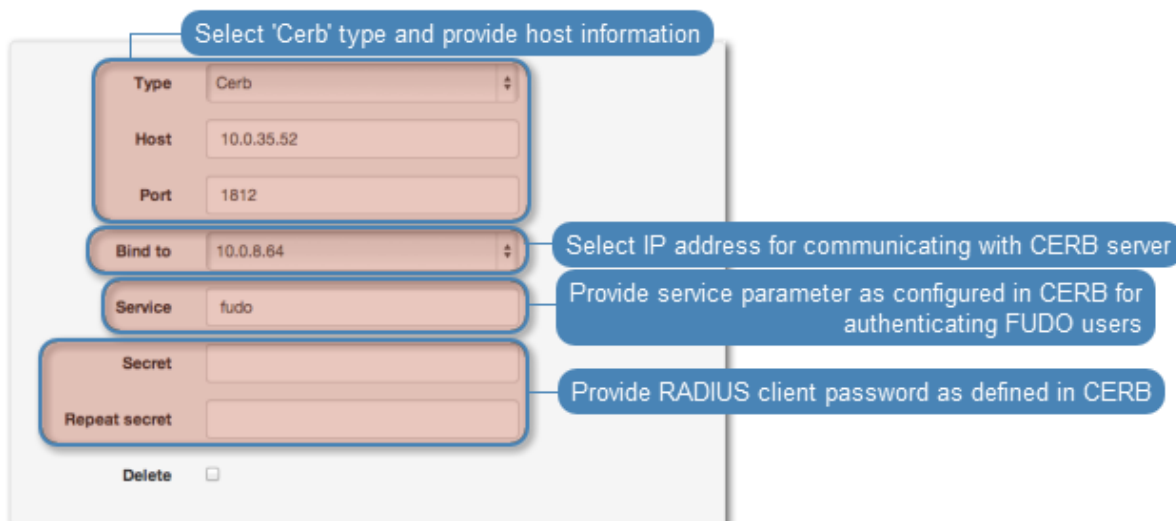 Select 'Cerb' type and provide host information
Type Cerb
Host 10.0.35.52
Port 1812
Bind to 10.0.8.64
Select IP address for communicating with CERB server
Service fudo
Provide service parameter as configured in CERB for
authenticating FUDO users
Secret
Provide RADIUS client password as defined in CERB
Repeat secret
Delete